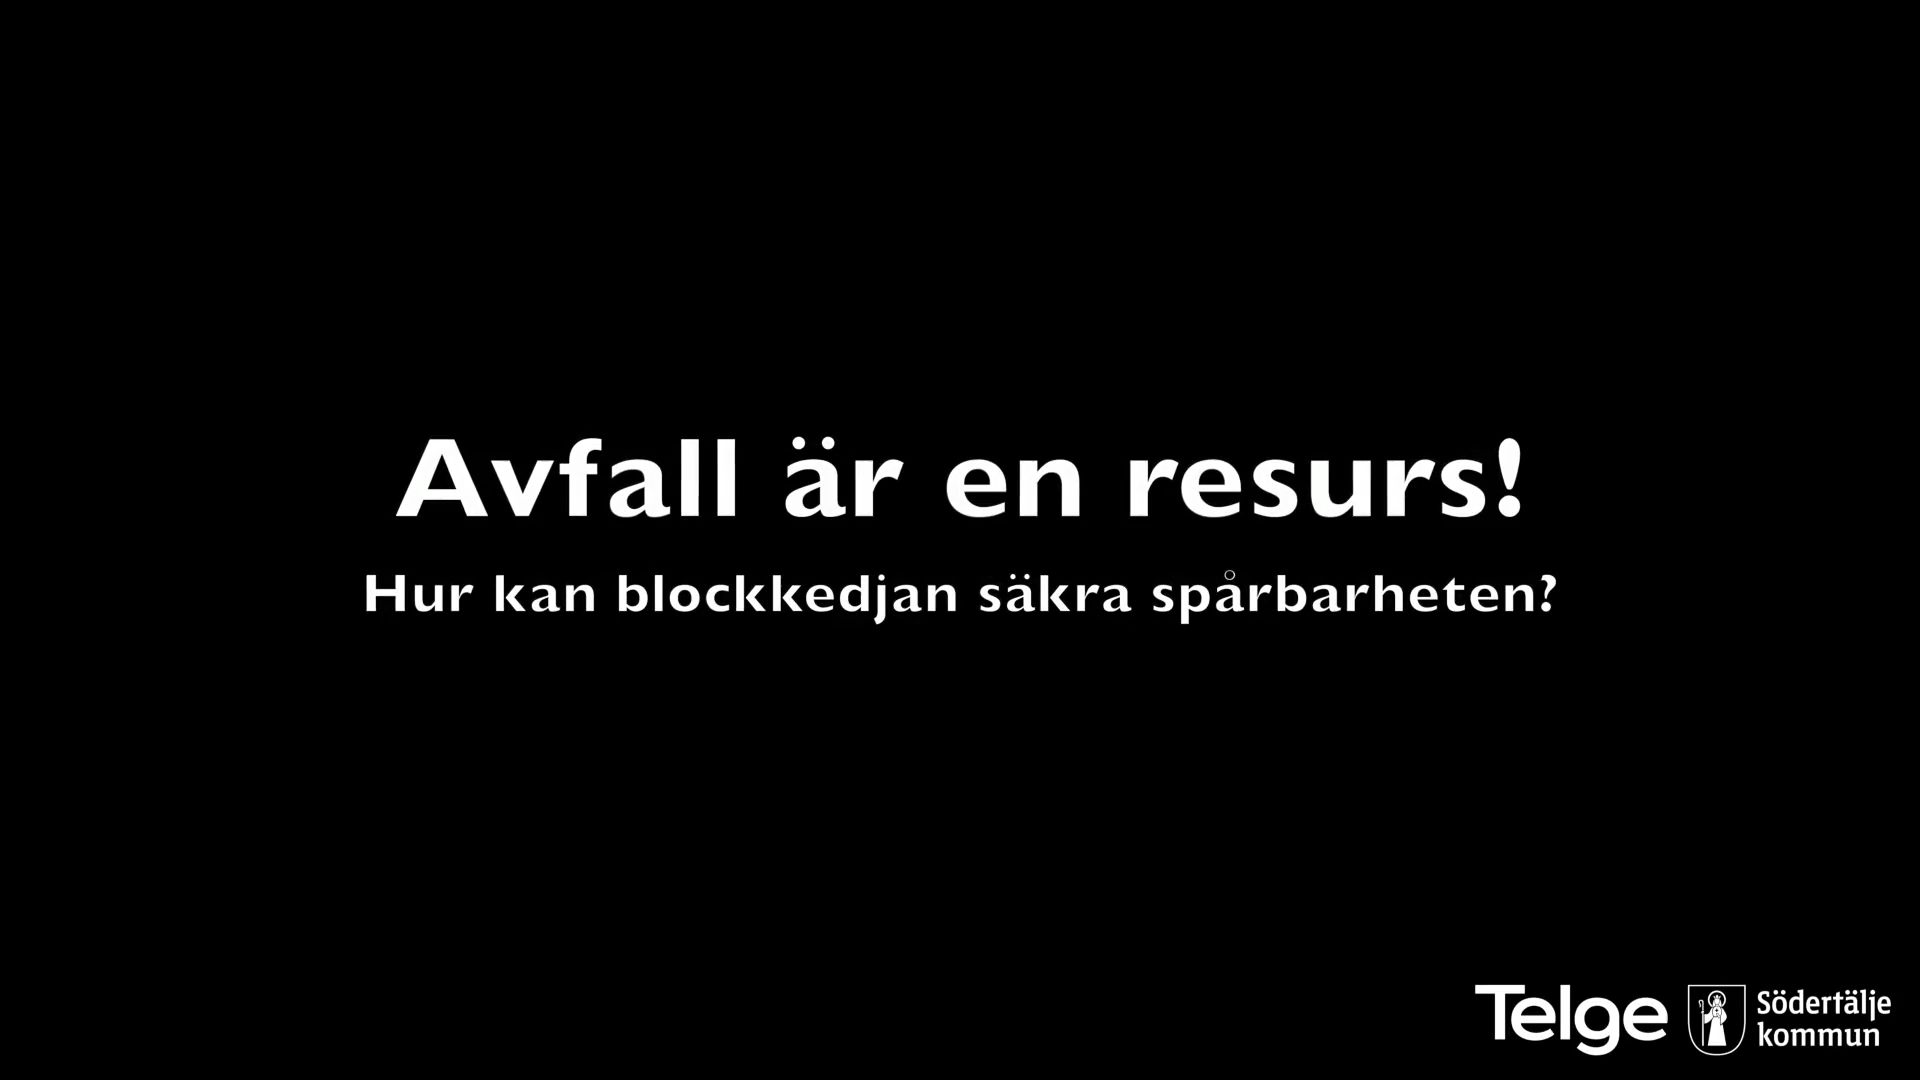 Avfall är en resurs!
Hur kan blockkedjan säkra spårbarheten?
Telge
Södertälje
kommun